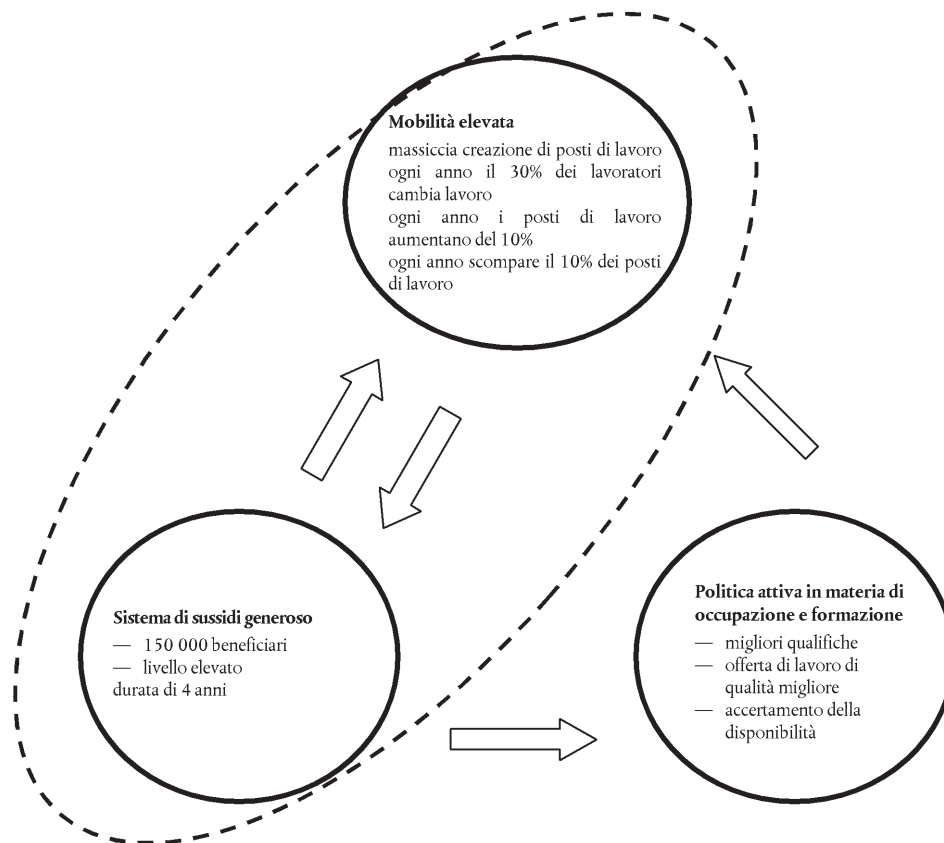 Mobilità elevata
massiccia creazione di posti di lavoro
ogni anno il 30% dei lavoratori
cambia lavoro
ogni anno i posti di lavoro
aumentano del 10%
ogni anno scompare il 10% dei posti
di lavoro
Sistema di sussidi generoso
— 150 000 beneficiari
— livello elevato
durata di 4 anni
Politica attiva in materia di
occupazione e formazione
— migliori qualifiche
— offerta di lavoro di
qualità migliore
— accertamento della
disponibilità